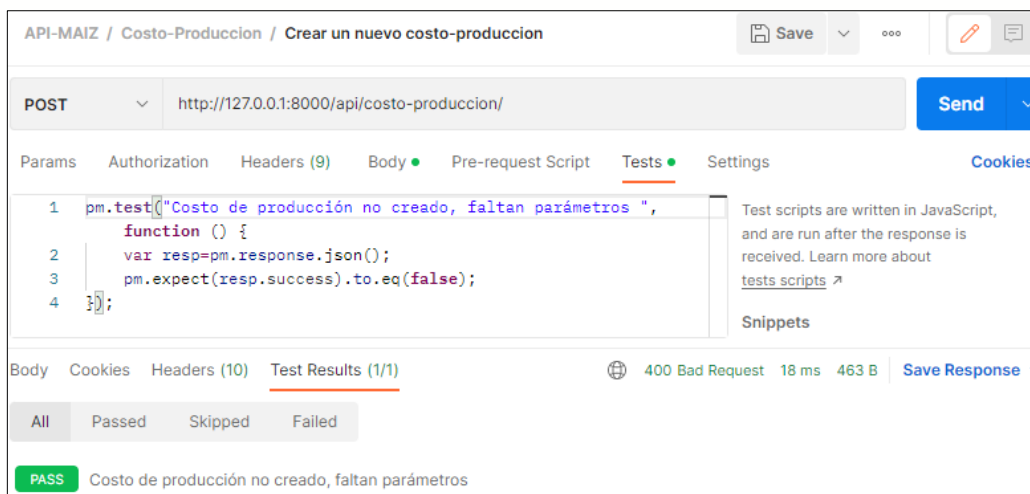 API-MAIZ / Costo-Produccion / Crear un nuevo costo-produccion Save ooo
POST http://127.0.0.1:8000/api/costo-produccion/ Send
Params Authorization Headers (9) Body Pre-request Script Tests Settings Cookies
1 pm.test("Costo de producción no creado, faltan parámetros ",
function () {
2 var resp=pm.response.json();
3 pm.expect(resp.success).to.eq(false);
4 });
Test scripts are written in JavaScript,
and are run after the response is
received. Learn more about
tests scripts ↗
Snippets
Body Cookies Headers (10) Test Results (1/1) 400 Bad Request 18 ms 463 B Save Response
All Passed Skipped Failed
PASS Costo de producción no creado, faltan parámetros